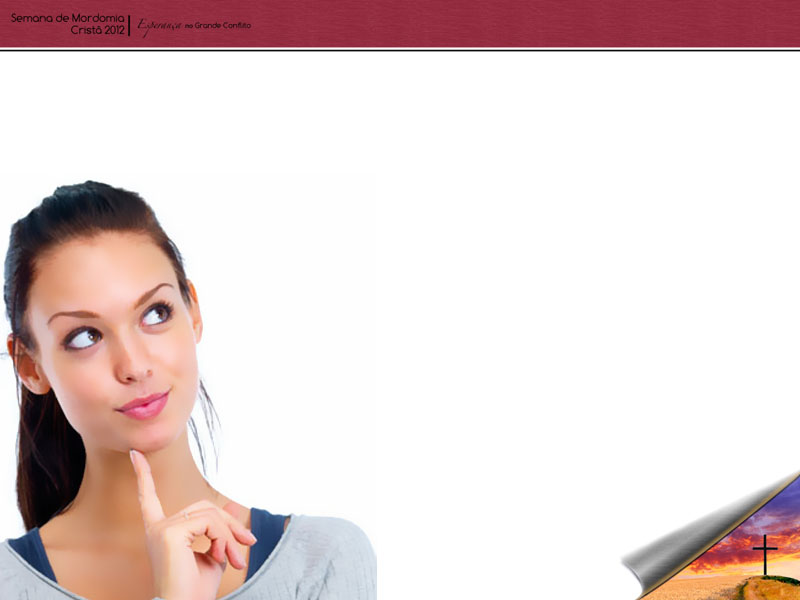 Semana de Mordomia
Cristã 2012
Esperança no Grande Conflito